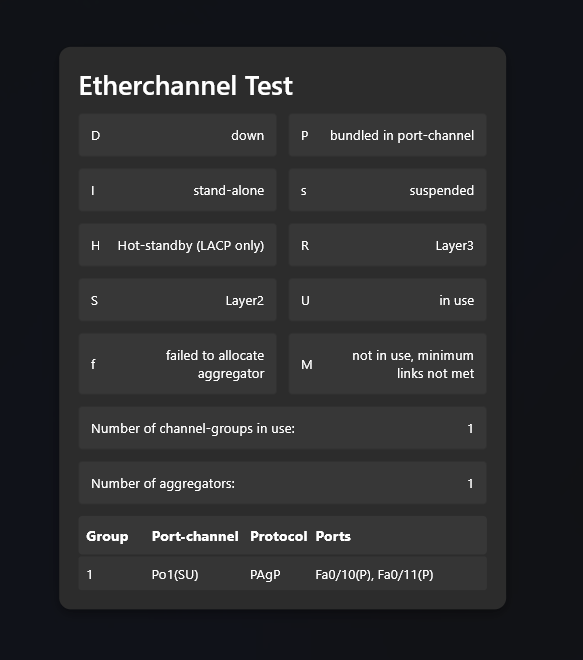 Etherchannel Test
D down P bundled in port-channel
I stand-alone s suspended
H Hot-standby (LACP only) R Layer3
S Layer2 U in use
f failed to allocate aggregator M not in use, minimum links not met
Number of channel-groups in use: 1
Number of aggregators: 1
Group Port-channel Protocol Ports
1 Po1(SU) PAgP Fa0/10(P), Fa0/11(P)